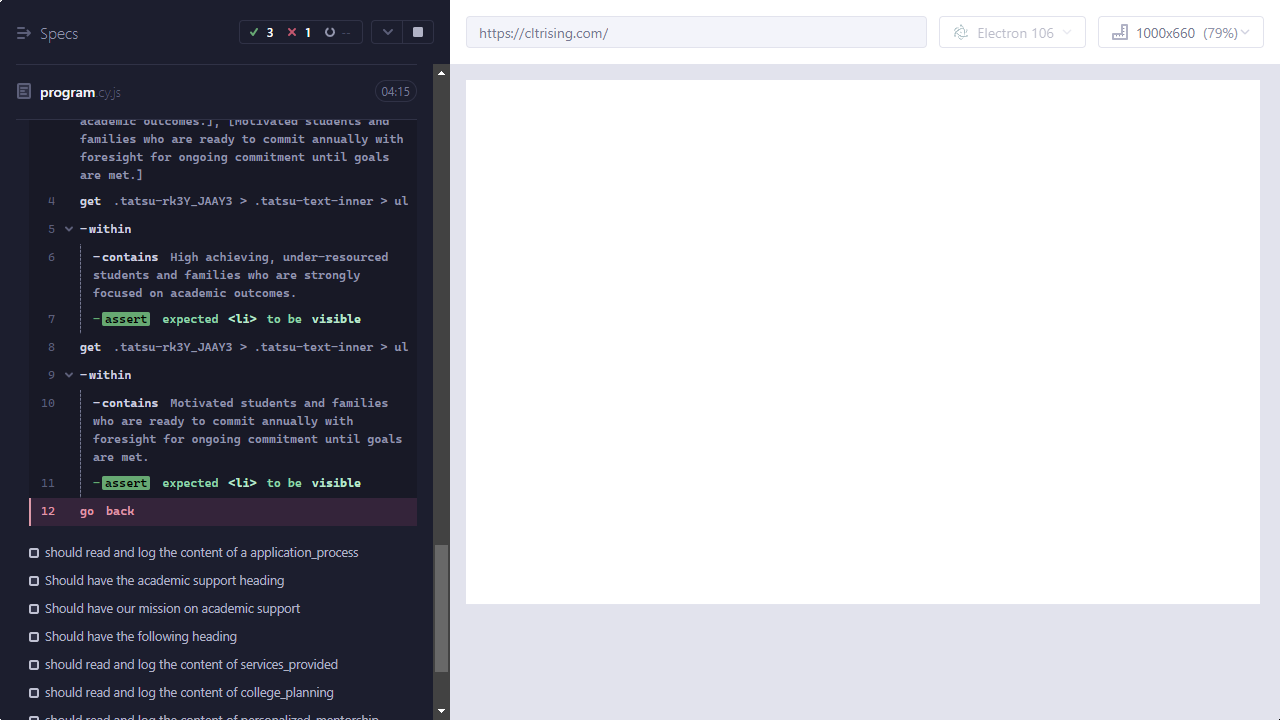 Specs
3
1
--
https://cltrising.com/
Electron 106
1000x660 (79%)
program cy.js
04:15
academic outcomes.], [Motivated students and
families who are ready to commit annually with
foresight for ongoing commitment until goals
are met.]
4 get .tatsu-rk3Y_JAAY3 > .tatsu-text-inner > ul
5 -within
6 -contains High achieving, under-resourced
students and families who are strongly
focused on academic outcomes.
7 -assert expected <li> to be visible
8 get .tatsu-rk3Y_JAAY3 > .tatsu-text-inner > ul
9 -within
10 -contains Motivated students and families
who are ready to commit annually with
foresight for ongoing commitment until goals
are met.
11 -assert expected <li> to be visible
12 go back
should read and log the content of a application_process
Should have the academic support heading
Should have our mission on academic support
Should have the following heading
should read and log the content of services_provided
should read and log the content of college_planning
should read and log the content of personalized_mentorship